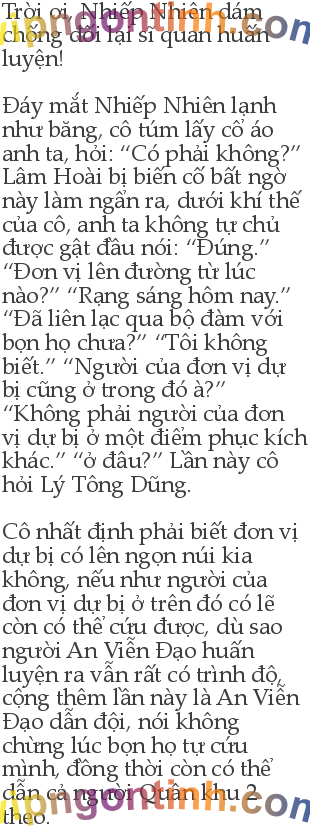 Trời ơi, Nhiếp Nhiên dám
chống đối lại sĩ quan huấn
luyện!
Đáy mắt Nhiếp Nhiên lạnh
như băng, cô túm lấy cổ áo
anh ta, hỏi: “Có phải không?”
Lâm Hoài bị biến cố bất ngờ
này làm ngẩn ra, dưới khí thế
của cô, anh ta không tự chủ
được gật đầu nói: “Đúng.”
“Đơn vị lên đường từ lúc
nào?” “Rạng sáng hôm nay.”
“Đã liên lạc qua bộ đàm với
bọn họ chưa?” “Tôi không
biết.” “Người của đơn vị dự
bị cũng ở trong đó à?”
“Không phải người của đơn
vị dự bị ở một điểm phục kích
khác.” “ở đâu?” Lần này cô
hỏi Lý Tông Dũng.
Cô nhất định phải biết đơn vị
dự bị có lên ngọn núi kia
không, nếu như người của
đơn vị dự bị ở trên đó có lẽ
còn có thể cứu được, dù sao
người An Viễn Đạo huấn
luyện ra vẫn rất có trình độ,
cộng thêm lần này là An Viễn
Đạo dẫn đội, nói không
chừng lúc bọn họ tự cứu
mình, đồng thời còn có thể
dẫn cả người Quân khu 2
theo.
vipngontinh.com
vipngontinh.com